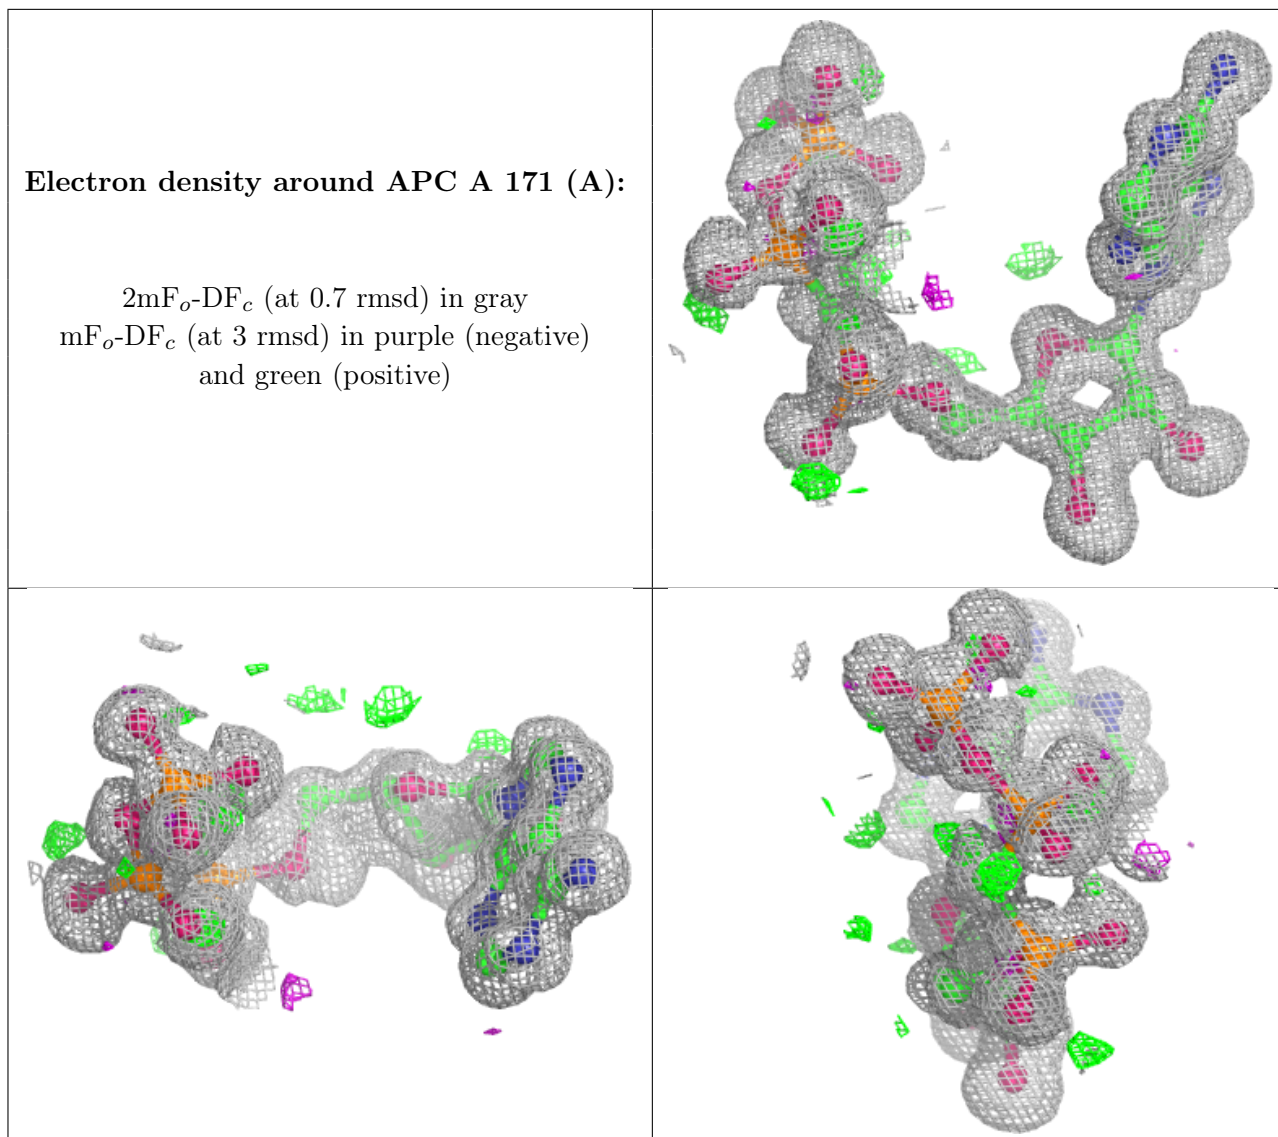 Electron density around APC A 171 (A):
2mFₒ-DF𝑐 (at 0.7 rmsd) in gray
mFₒ-DF𝑐 (at 3 rmsd) in purple (negative)
and green (positive)